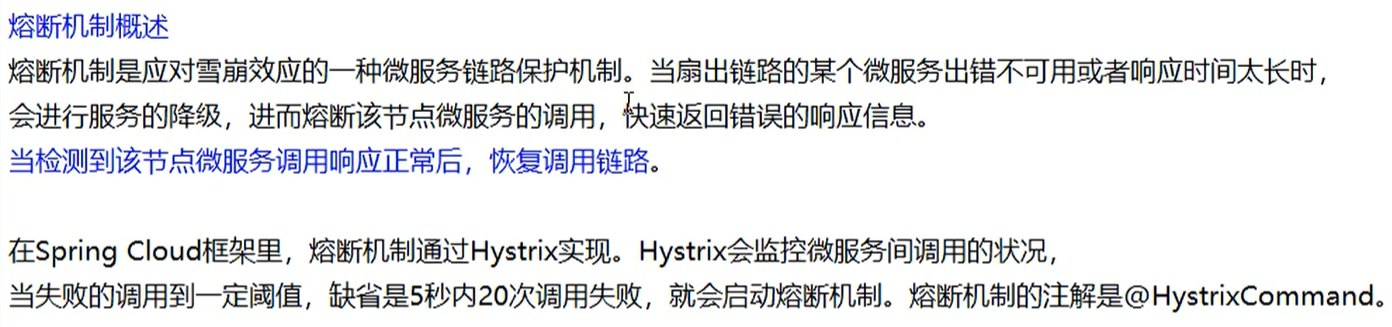 熔断机制概述
熔断机制是应对雪崩效应的一种微服务链路保护机制。当扇出链路的某个微服务出错不可用或者响应时间太长时，
会进行服务的降级，进而熔断该节点微服务的调用，快速返回错误的响应信息。
当检测到该节点微服务调用响应正常后，恢复调用链路。
在Spring Cloud框架里，熔断机制通过Hystrix实现。Hystrix会监控微服务间调用的状况，
当失败的调用到一定阈值，缺省是5秒内20次调用失败，就会启动熔断机制。熔断机制的注解是@HystrixCommand。